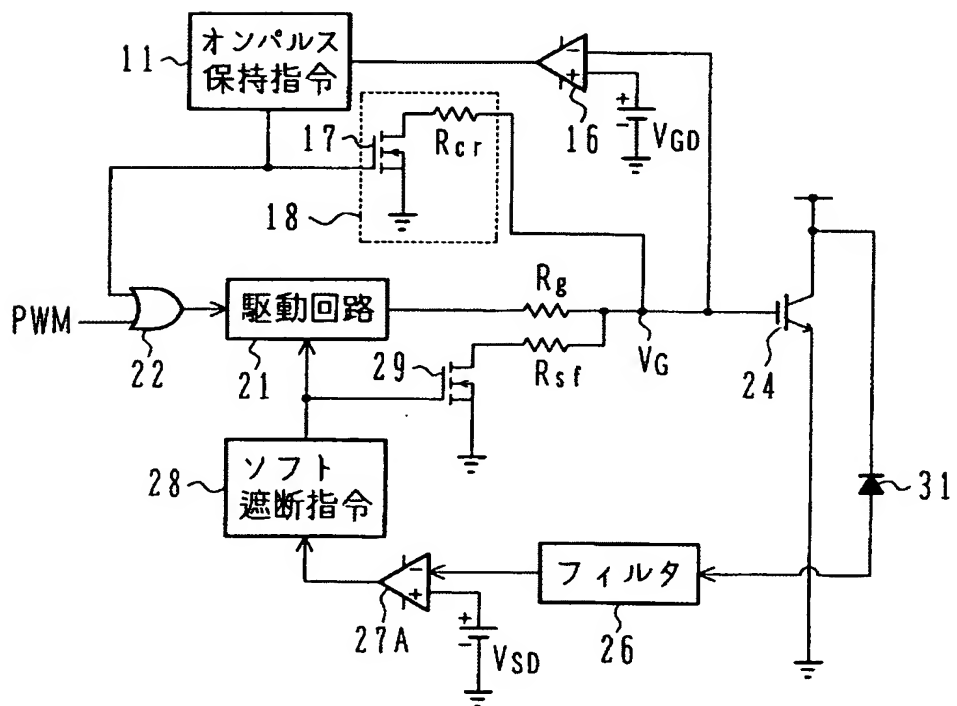 11
オンパルス
保持指令
16
VGD
17
Rcr
18
PWM
22
駆動回路
21
Rg
29
Rsf
VG
24
28
ソフト
遮断指令
31
フィルタ
26
27A
VSD